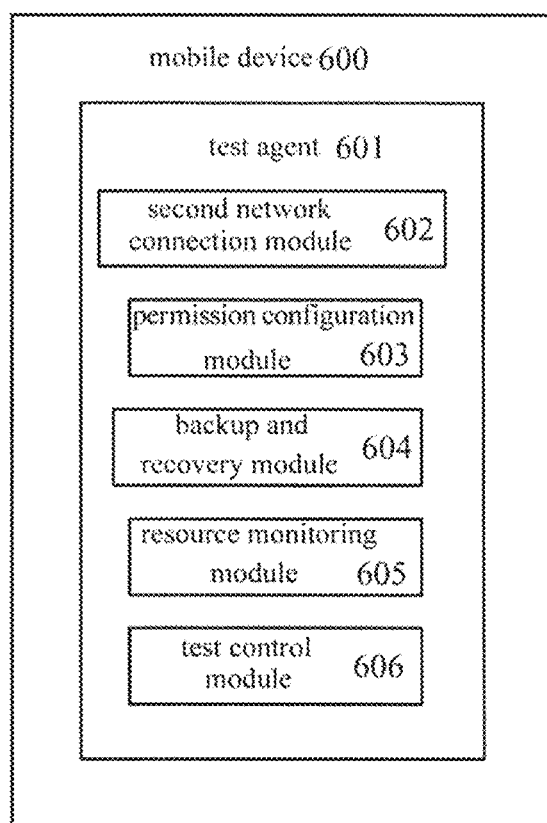 mobile device 600
test agent 601
second network
connection module 602
permission configuration
module 603
backup and
recovery module 604
resource monitoring
module 605
test control
module 606